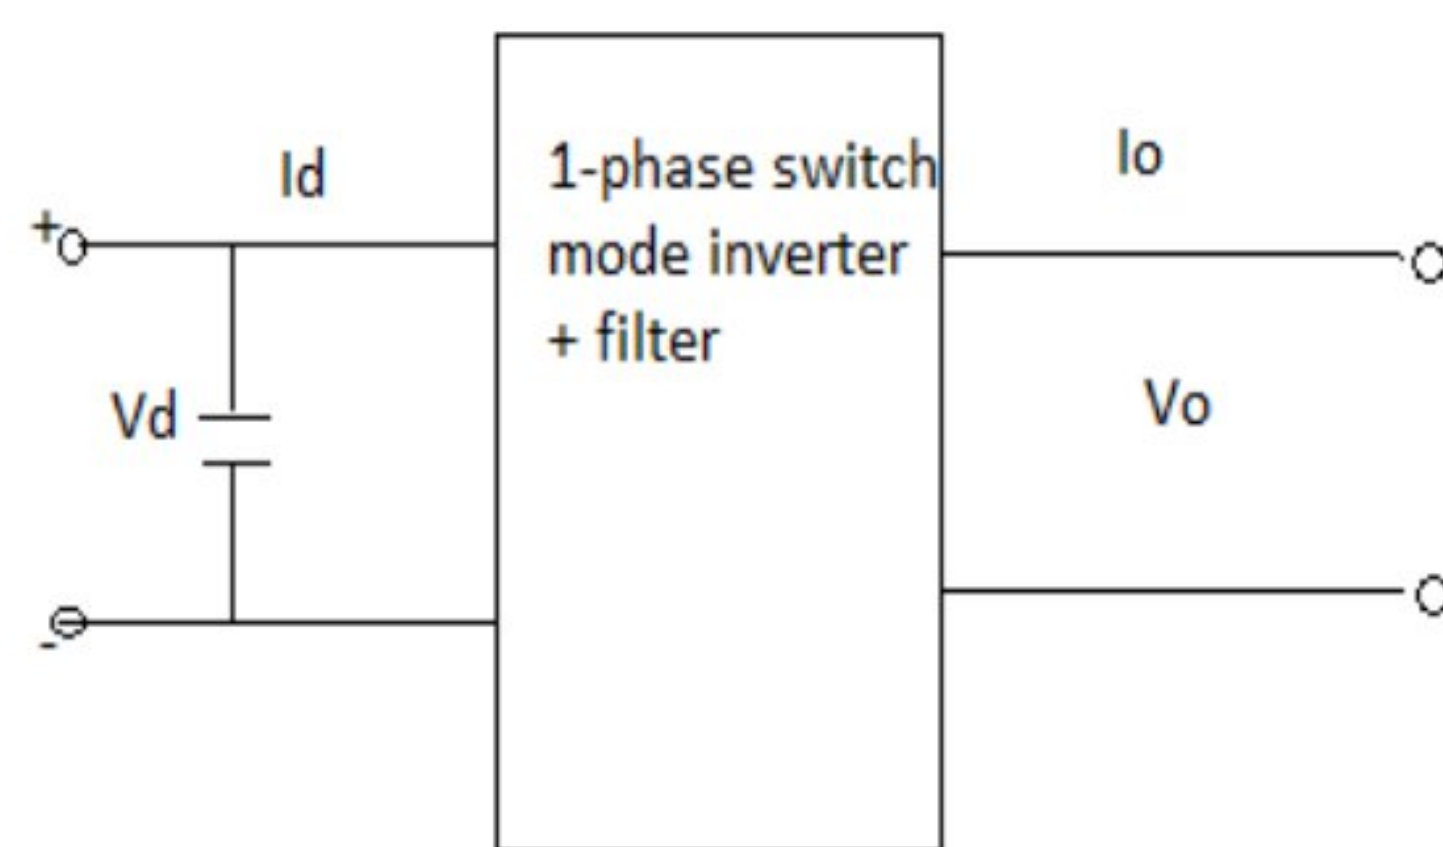 Id
1-phase switch
mode inverter
+ filter
Io
+
Vd
Vo
-